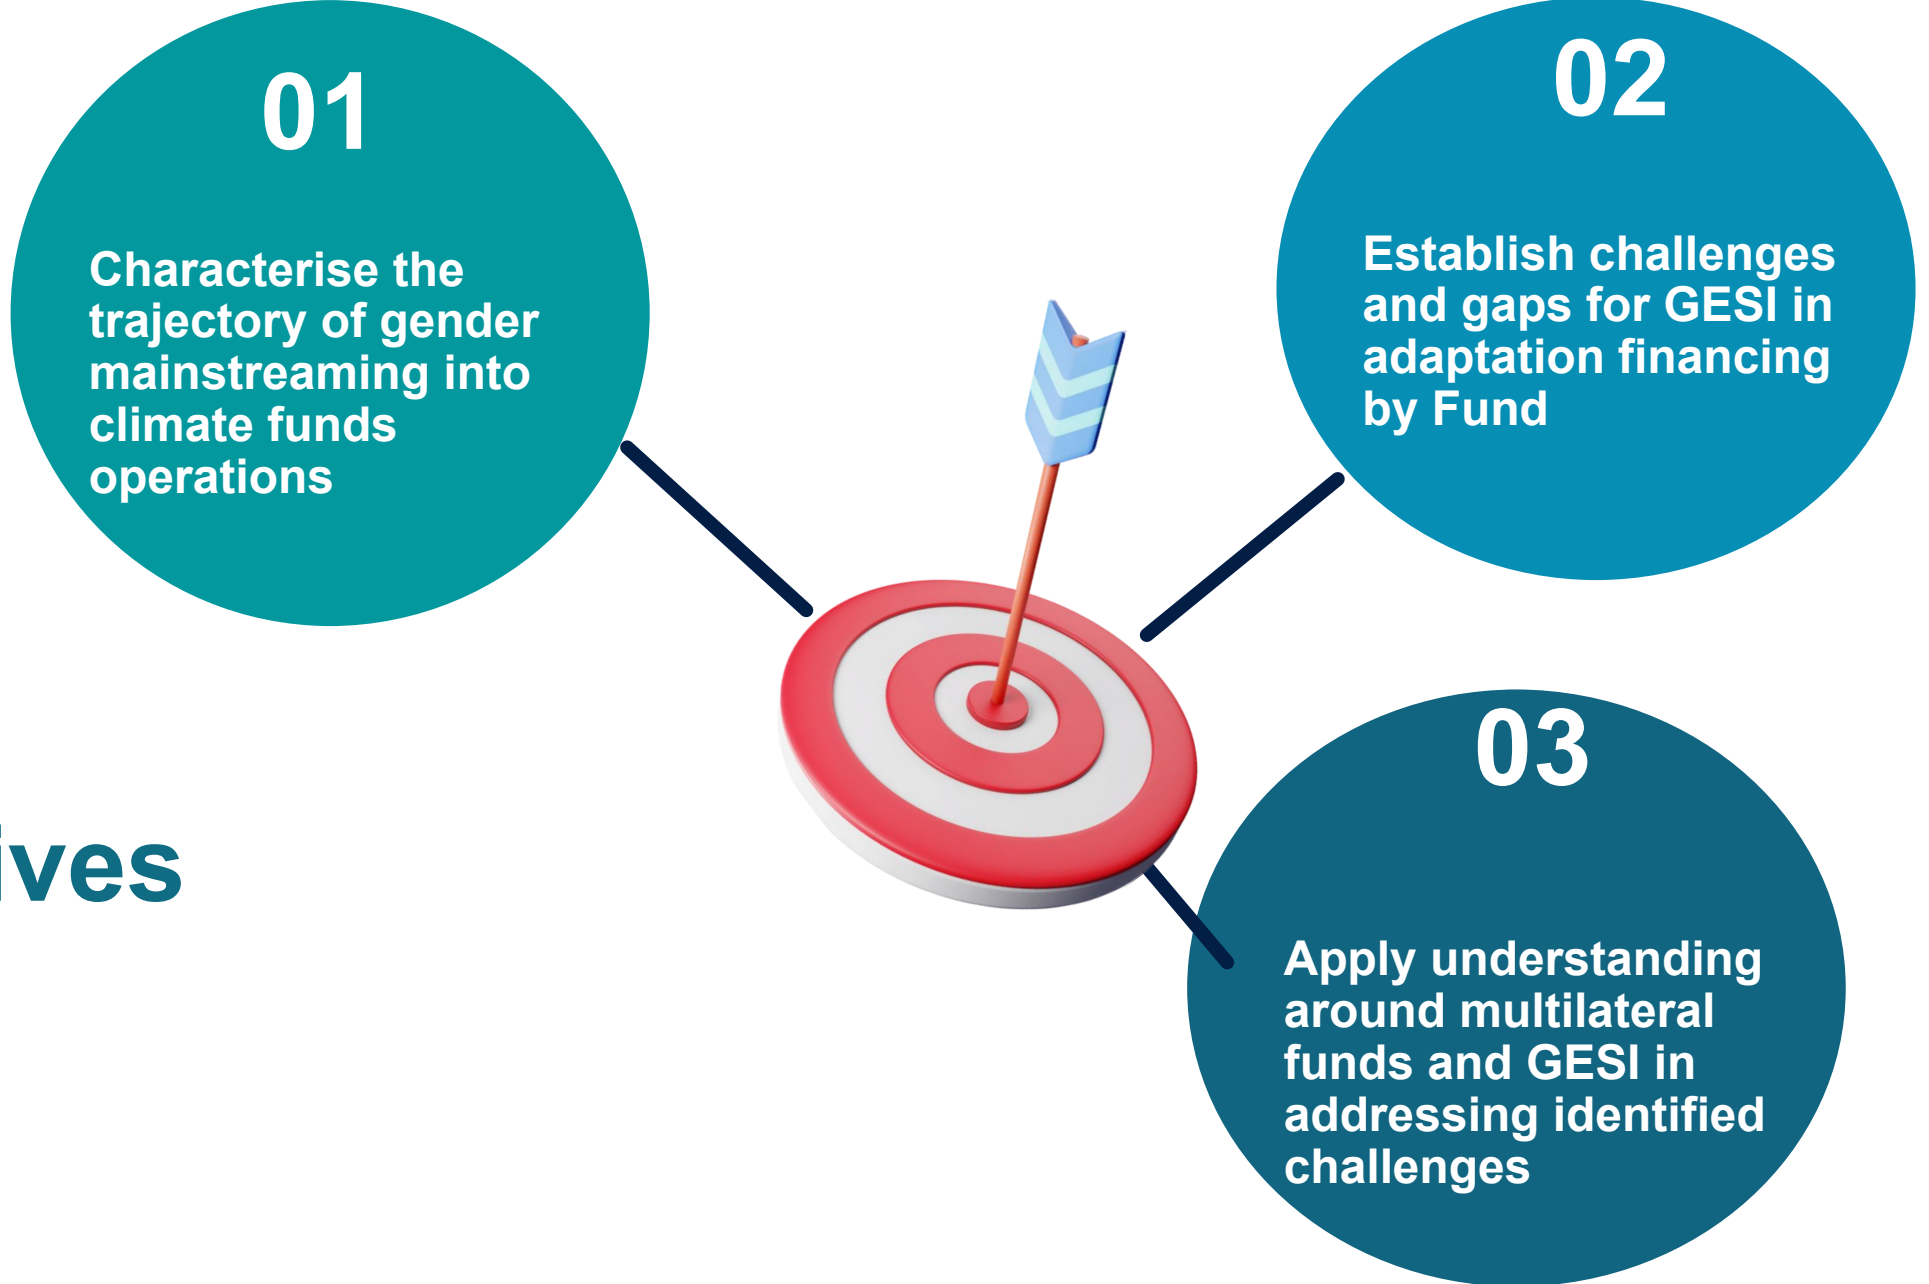 01
Characterise the
trajectory of gender
mainstreaming into
climate funds
operations
02
Establish challenges
and gaps for GESI in
adaptation financing
by Fund
03
Apply understanding
around multilateral
funds and GESI in
addressing identified
challenges
ives